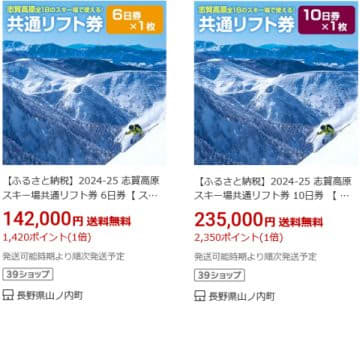 志賀高原全18のスキー場で使える!
共通リフト券
6日券
×1枚
【ふるさと納税】2024-25 志賀高原
スキー場共通リフト券 6日券【 ス…
142,000円 送料無料
1,420ポイント(1倍)
発送可能時期より順次発送予定
39ショップ
長野県山ノ内町
志賀高原全18のスキー場で使える!
共通リフト券
10日券
×1枚
【ふるさと納税】2024-25 志賀高原
スキー場共通リフト券 10日券 【 …
235,000円 送料無料
2,350ポイント(1倍)
発送可能時期より順次発送予定
39ショップ
長野県山ノ内町